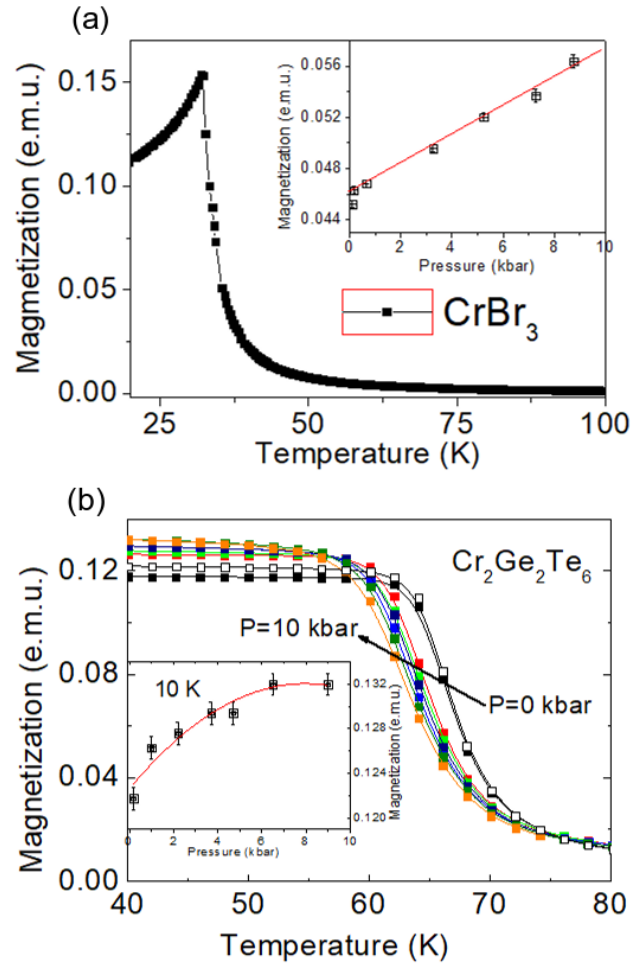 (a)
Magmetization (e.m.u.)
0.15
0.10
0.05
0.00
25
50
75
100
Temperature (K)
Magnetization (e.m.u.)
0.056
0.052
0.048
0.044
0
2
4
6
8
10
Pressure (kbar)
CrBr3
(b)
Magnetization (e.m.u.)
0.12
0.08
0.04
0.00
40
50
60
70
80
Temperature (K)
Cr2Ge2Te6
P=10 kbar
P=0 kbar
10 K
0.132
0.128
0.124
0.120
Magnetization (e.m.u.)
0
2
4
6
8
10
Pressure (kbar)